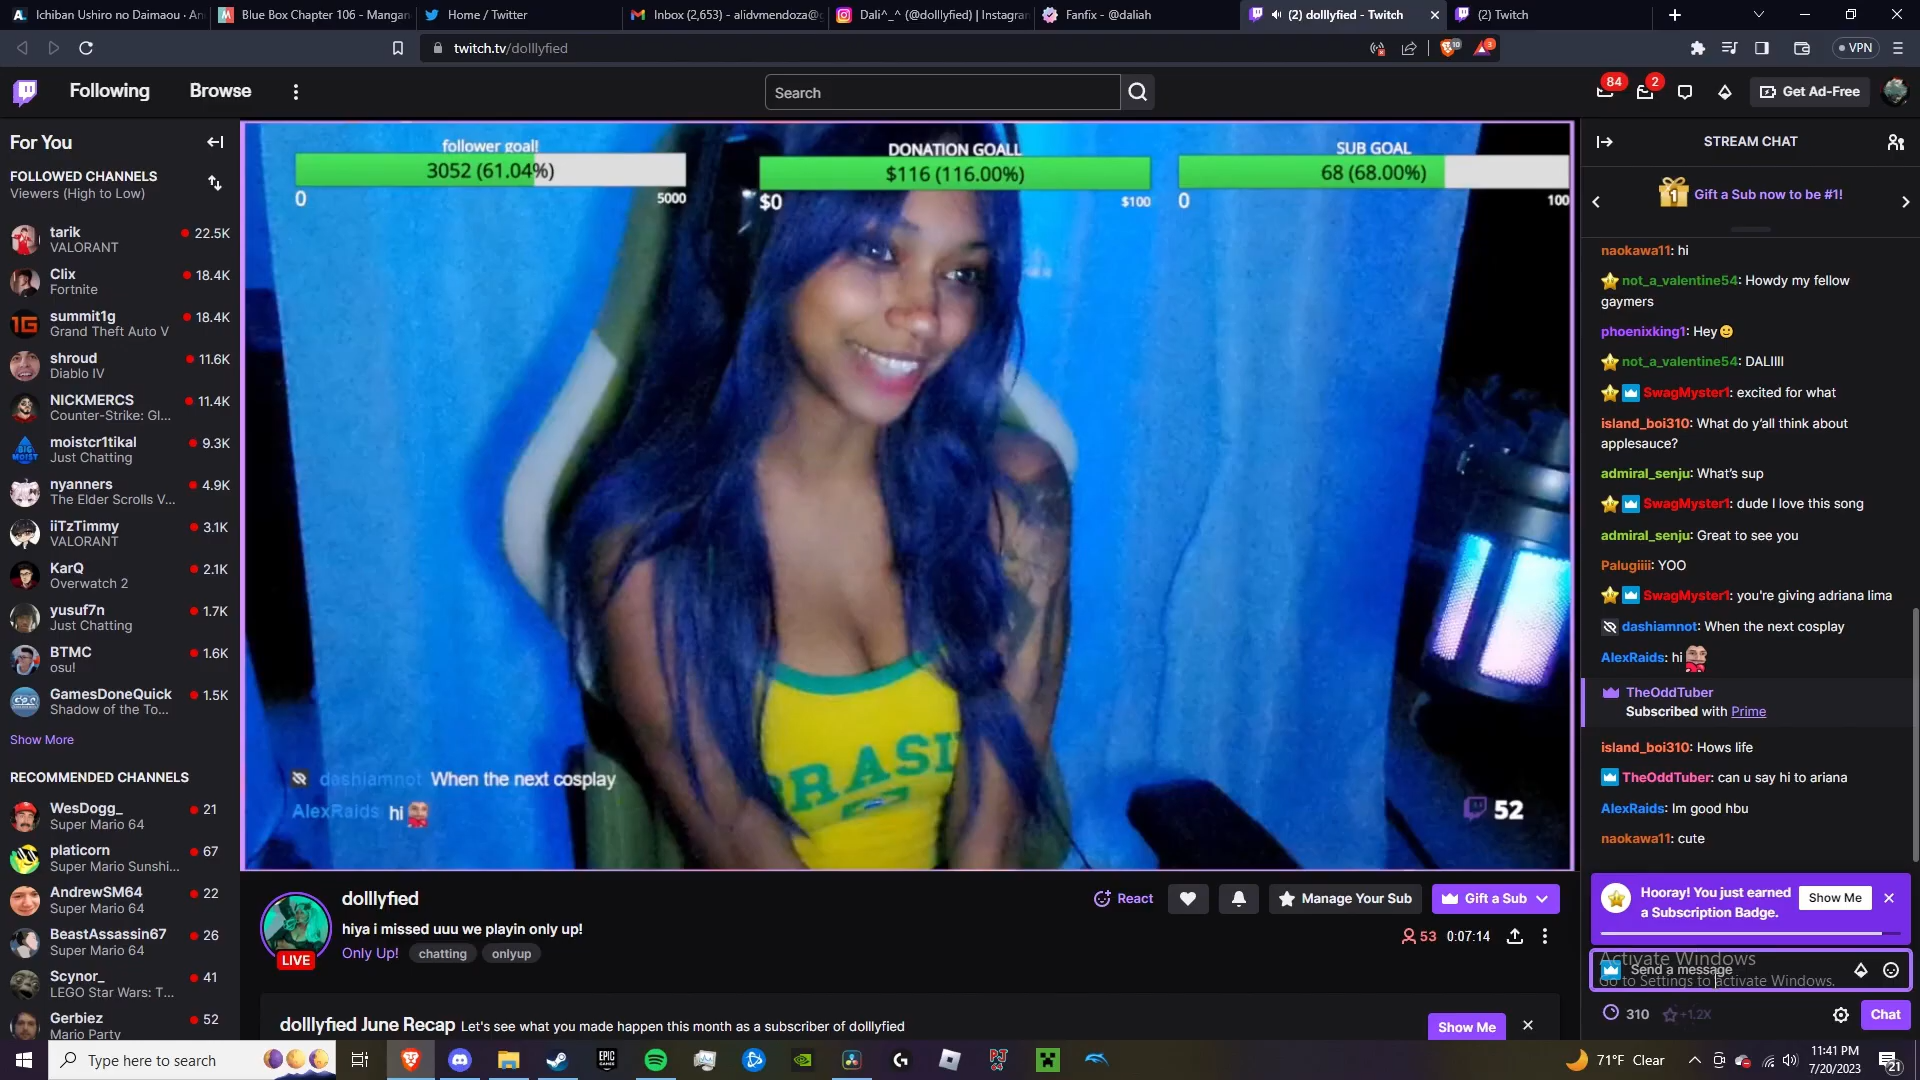 Ichiban Ushiro no Daimaou · An
Blue Box Chapter 106 - Mangan
Home / Twitter
Inbox (2,653) - alidvmendoza@g
Dali^_^ (@dolllyfied) | Instagran
Fanfix - @daliah
(2) dolllyfied - Twitch
(2) Twitch
twitch.tv/dolllyfied
VPN
Following
Browse
Search
84
2
Get Ad-Free
For You
FOLLOWED CHANNELS
Viewers (High to Low)
tarik
22.5K
VALORANT
Clix
18.4K
Fortnite
summit1g
18.4K
Grand Theft Auto V
shroud
11.6K
Diablo IV
NICKMERCS
11.4K
Counter-Strike: Gl...
moistcr1tikal
9.3K
Just Chatting
nyanners
4.9K
The Elder Scrolls V...
iiTzTimmy
3.1K
VALORANT
KarQ
2.1K
Overwatch 2
yusuf7n
1.7K
Just Chatting
BTMC
1.6K
osu!
GamesDoneQuick
1.5K
Shadow of the To...
Show More
RECOMMENDED CHANNELS
WesDogg_
21
Super Mario 64
platicorn
67
Super Mario Sunshi...
AndrewSM64
22
Super Mario 64
BeastAssassin67
26
Super Mario 64
Scynor_
41
LEGO Star Wars: T...
Gerbiez
52
Mario Party
follower goal!
3052 (61.04%)
0
5000
DONATION GOALL
$116 (116.00%)
$0
$100
SUB GOAL
68 (68.00%)
0
100
BRASI
dashiamnot When the next cosplay
AlexRaids hi
52
dolllyfied
hiya i missed uuu we playin only up!
Only Up!
chatting
onlyup
LIVE
React
Manage Your Sub
Gift a Sub
53
0:07:14
dolllyfied June Recap Let's see what you made happen this month as a subscriber of dolllyfied
Show Me
STREAM CHAT
1
Gift a Sub now to be #1!
naokawa11: hi
not_a_valentine54: Howdy my fellow
gaymers
phoenixking1: Hey
not_a_valentine54: DALIIII
SwagMyster1: excited for what
island_boi310: What do y'all think about
applesauce?
admiral_senju: What's sup
SwagMyster1: dude I love this song
admiral_senju: Great to see you
Palugiiii: YOO
SwagMyster1: you're giving adriana lima
dashiamnot: When the next cosplay
AlexRaids: hi
TheOddTuber
Subscribed with Prime
island_boi310: Hows life
TheOddTuber: can u say hi to ariana
AlexRaids: Im good hbu
naokawa11: cute
Hooray! You just earned
a Subscription Badge.
Show Me
Activate Windows
Send a message
Go to Settings to activate Windows.
310
+1.2X
Chat
Type here to search
71°F Clear
11:41 PM
7/20/2023
21